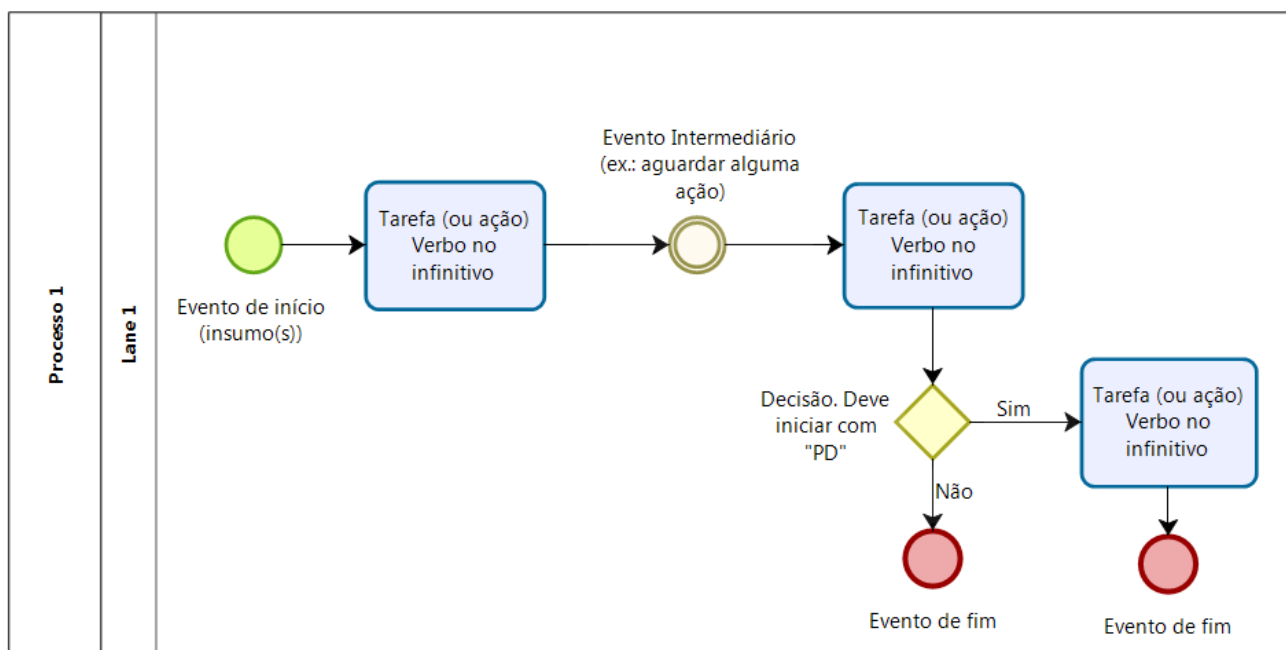 Processo 1
Lane 1
Evento de início
(insumo(s))
Tarefa (ou ação)
Verbo no
infinitivo
Evento Intermediário
(ex.: aguardar alguma
ação)
Tarefa (ou ação)
Verbo no
infinitivo
Decisão. Deve
iniciar com
"PD"
Sim
Não
Tarefa (ou ação)
Verbo no
infinitivo
Evento de fim
Evento de fim